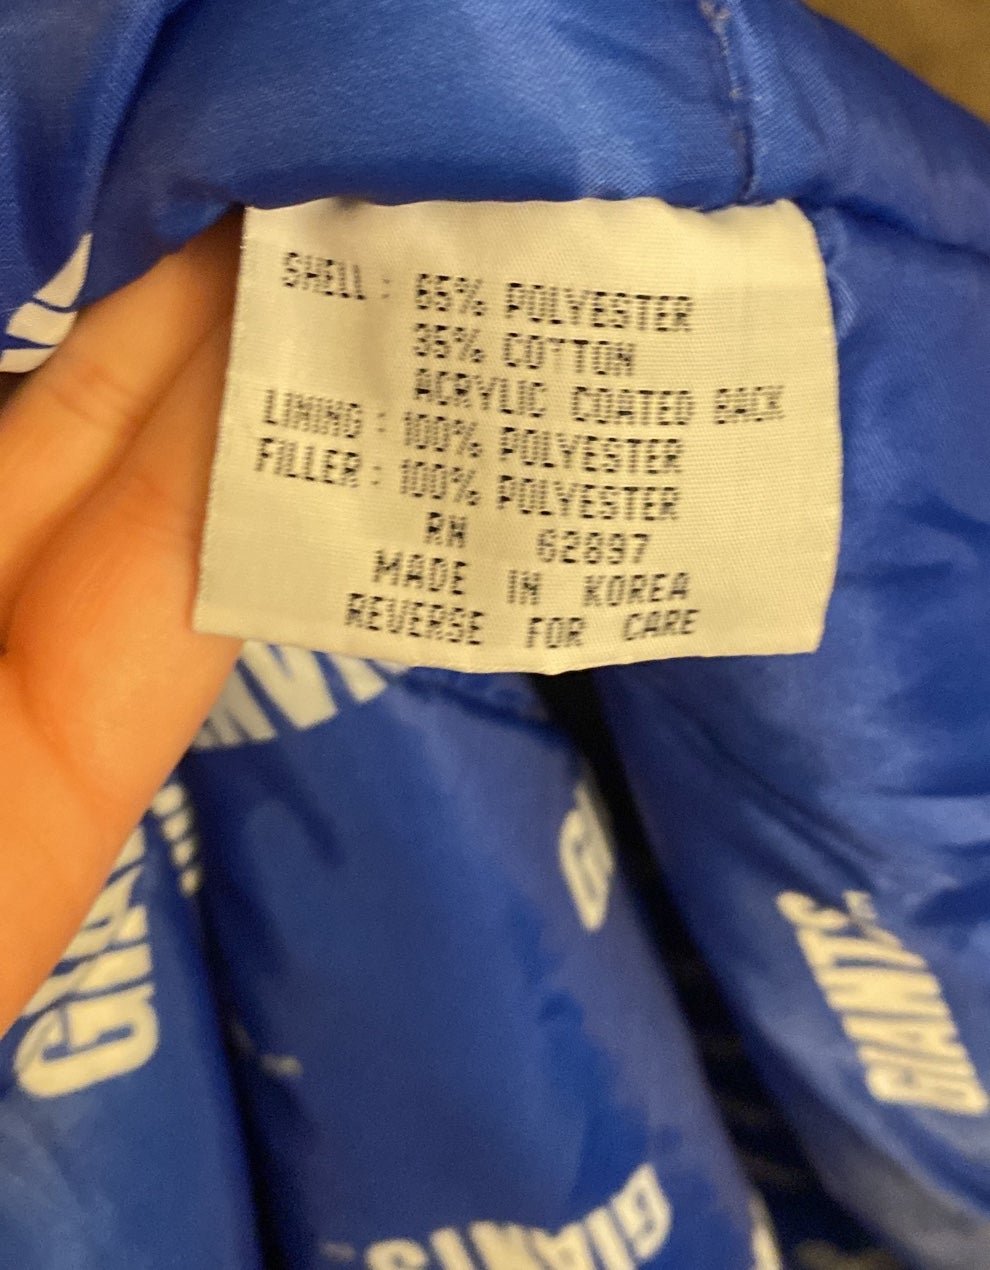 SHELL : 65% POLYESTER
35% COTTON
ACRYLIC COATED BACK
LINING : 100% POLYESTER
FILLER : 100% POLYESTER
RN 62897
MADE IN KOREA
REVERSE FOR CARE
GIANTS
GIANTS